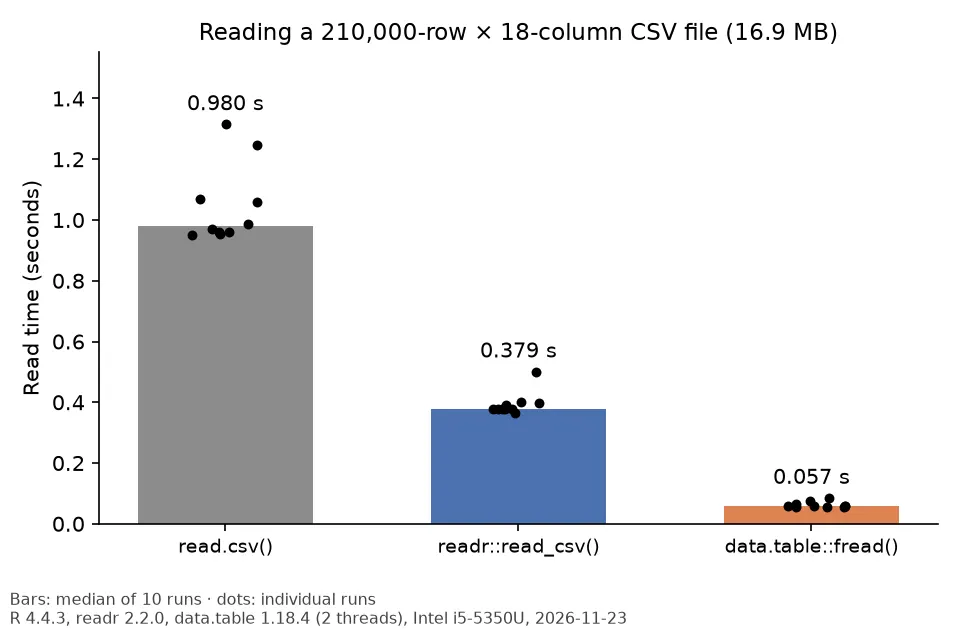 Reading a 210,000-row × 18-column CSV file (16.9 MB)
Read time (seconds)
1.4
1.2
1.0
0.8
0.6
0.4
0.2
0.0
0.980 s
0.379 s
0.057 s
read.csv()
readr::read_csv()
data.table::fread()
Bars: median of 10 runs · dots: individual runs
R 4.4.3, readr 2.2.0, data.table 1.18.4 (2 threads), Intel i5-5350U, 2026-11-23